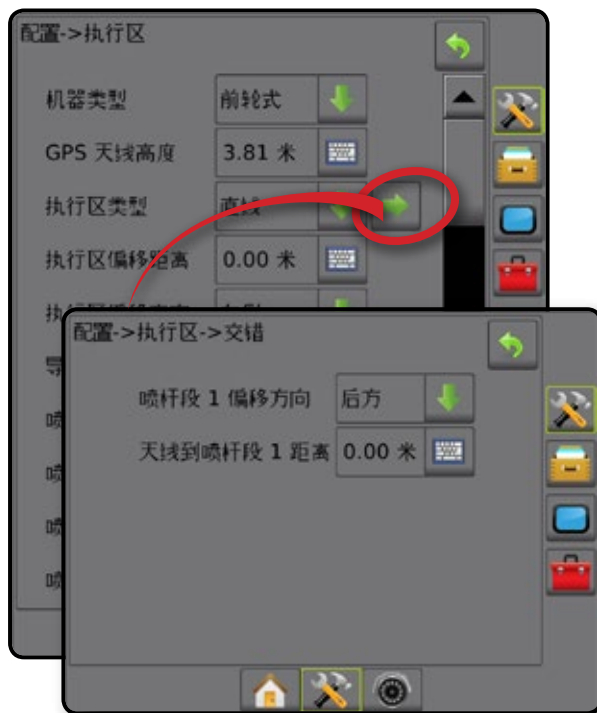 配置->执行区
机器类型 前轮式
GPS 天线高度 3.81 米
执行区类型 直线
执行区偏移距离 0.00 米
配置->执行区->交错
喷杆段 1 偏移方向 后方
天线到喷杆段 1 距离 0.00 米